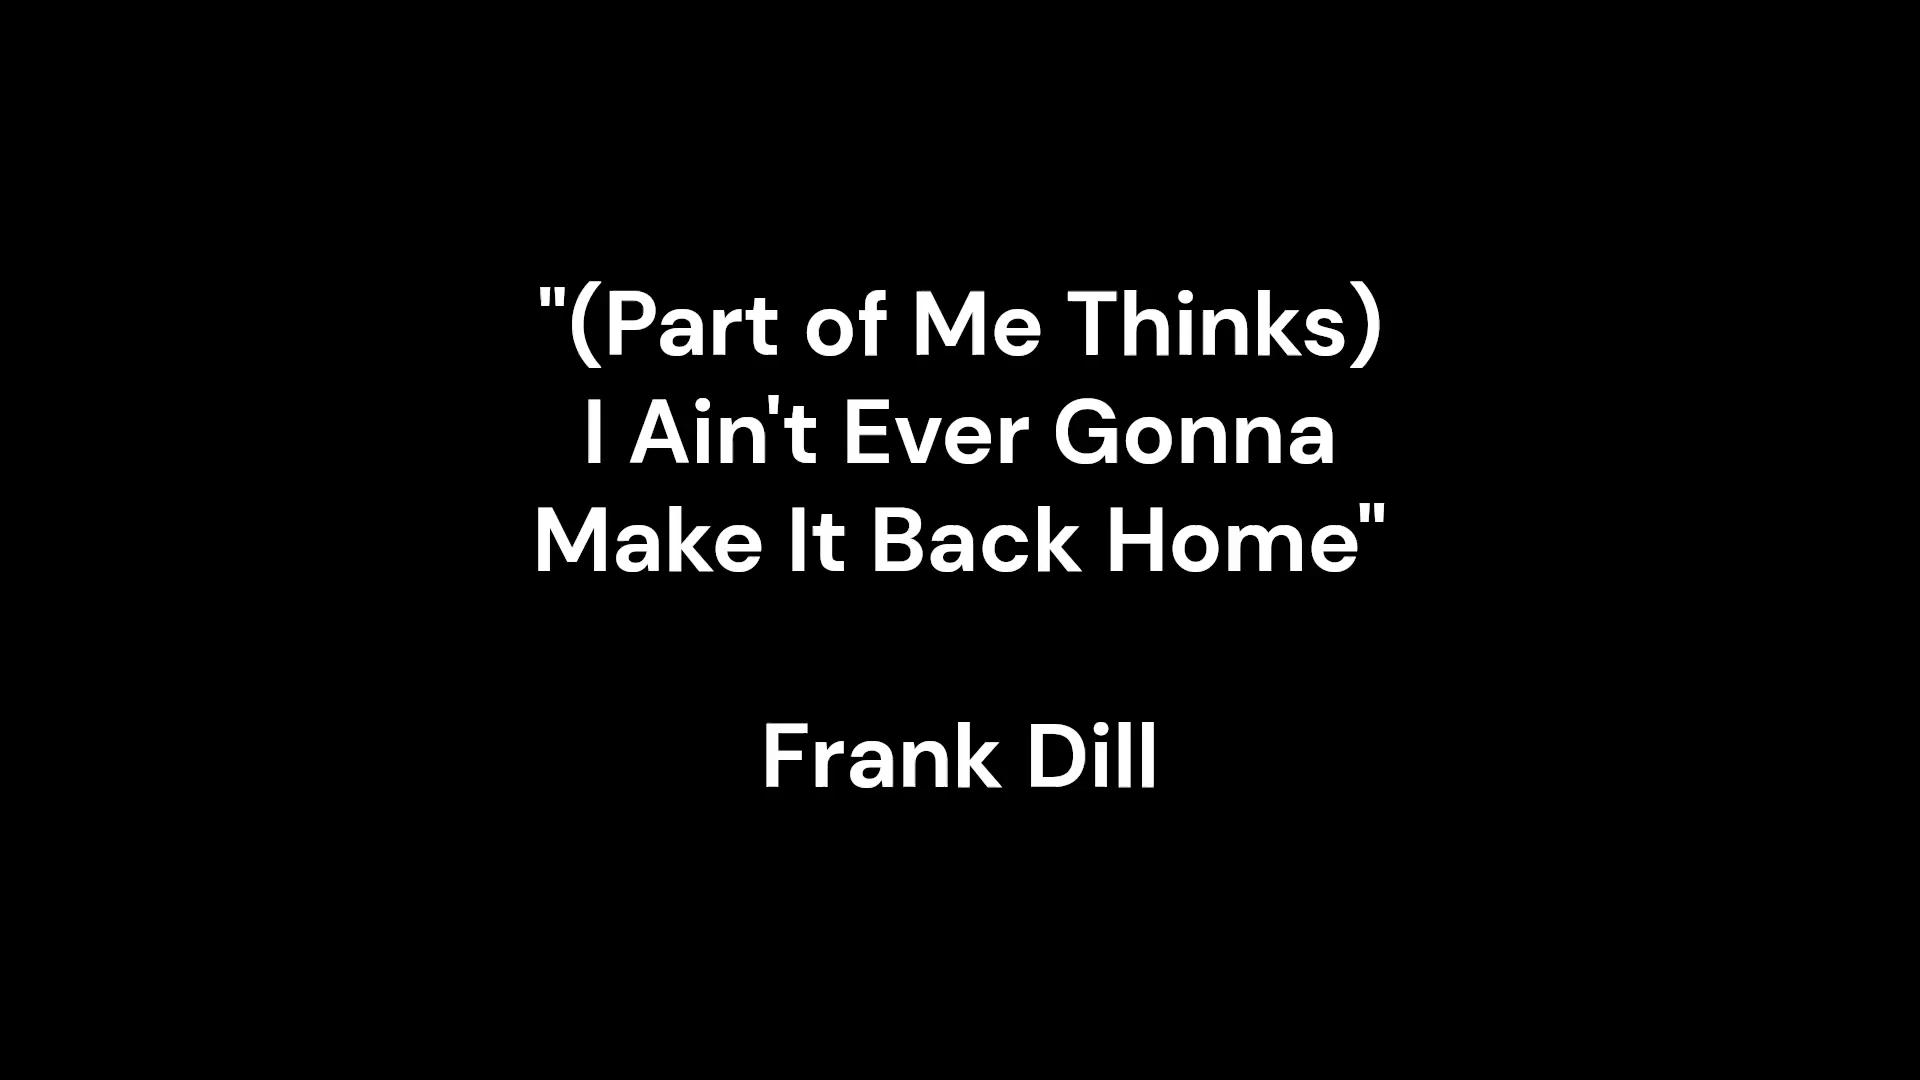 "(Part of Me Thinks)
I Ain't Ever Gonna
Make It Back Home"
Frank Dill